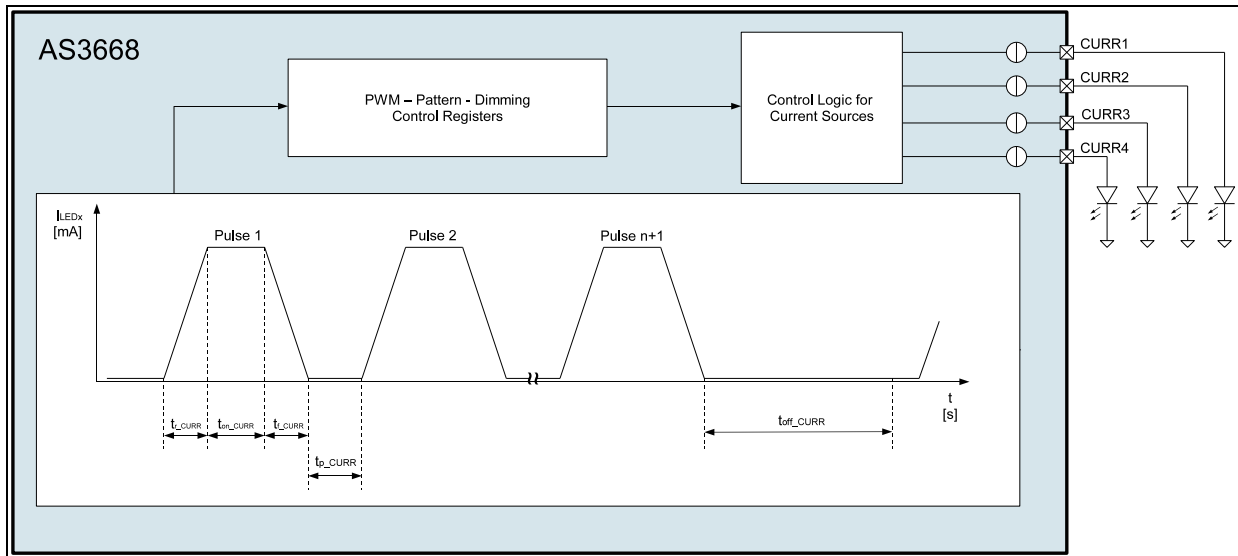 AS3668
PWM – Pattern - Dimming
Control Registers
Control Logic for
Current Sources
CURR1
CURR2
CURR3
CURR4
ILEDx
[mA]
Pulse 1
Pulse 2
Pulse n+1
t
[s]
tr_CURR
ton_CURR
tf_CURR
tp_CURR
toff_CURR